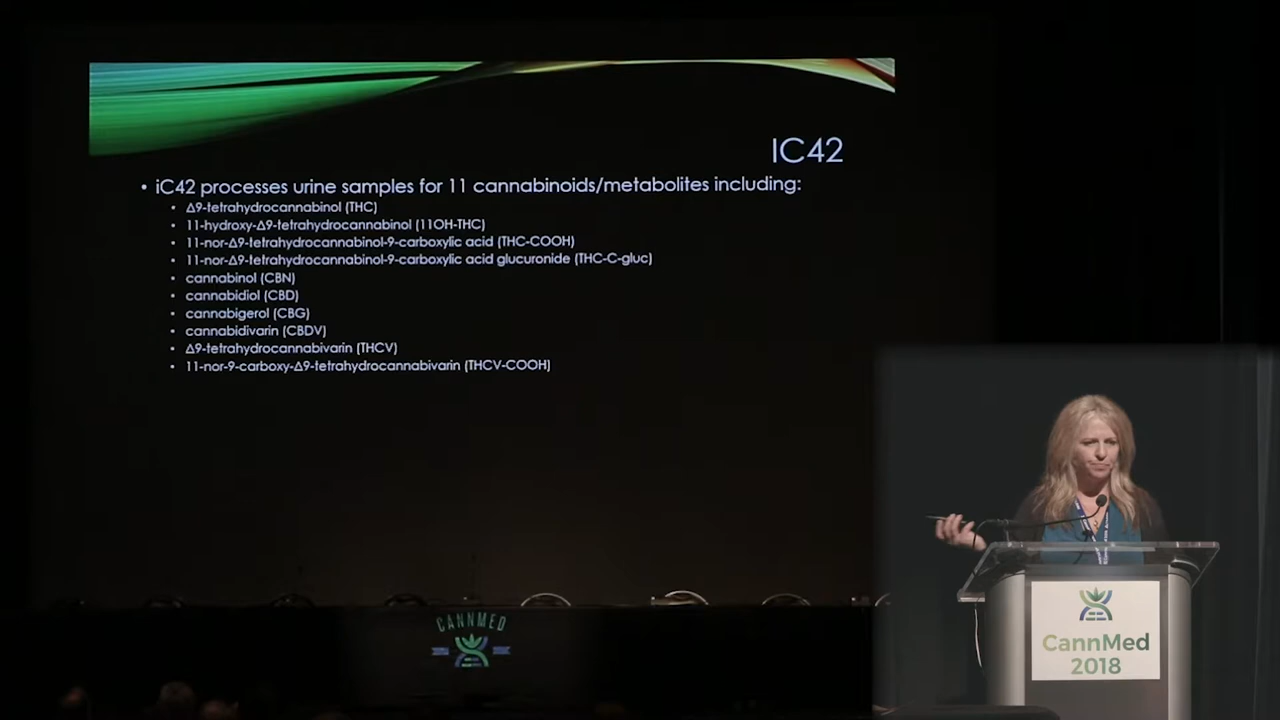 IC42
• iC42 processes urine samples for 11 cannabinoids/metabolites including:
• Δ9-tetrahydrocannabinol (THC)
• 11-hydroxy-Δ9-tetrahydrocannabinol (11OH-THC)
• 11-nor-Δ9-tetrahydrocannabinol-9-carboxylic acid (THC-COOH)
• 11-nor-Δ9-tetrahydrocannabinol-9-carboxylic acid glucuronide (THC-C-gluc)
• cannabinol (CBN)
• cannabidiol (CBD)
• cannabigerol (CBG)
• cannabidivarin (CBDV)
• Δ9-tetrahydrocannabivarin (THCV)
• 11-nor-9-carboxy-Δ9-tetrahydrocannabivarin (THCV-COOH)
CANNMED
CannMed
2018